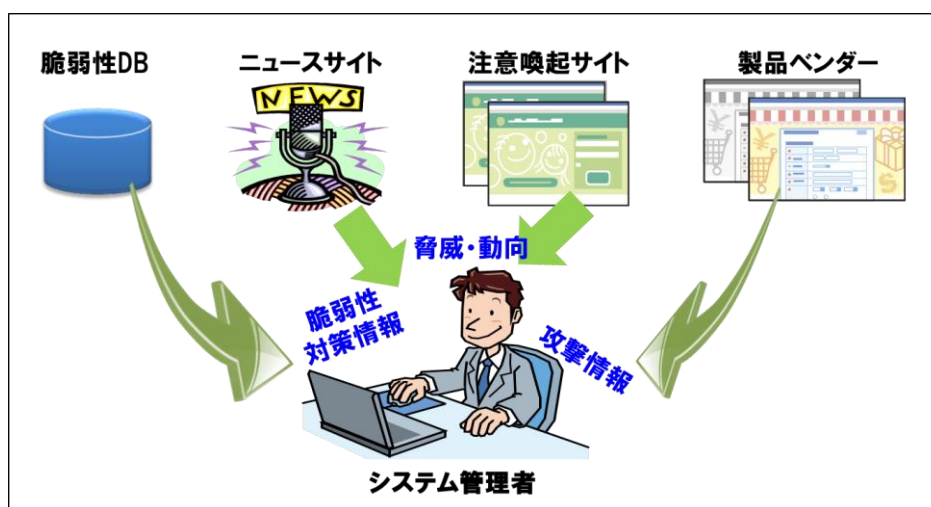 脆弱性DB
ニュースサイト
注意喚起サイト
製品ベンダー
NEWS
脅威・動向
脆弱性
対策情報
攻撃情報
システム管理者